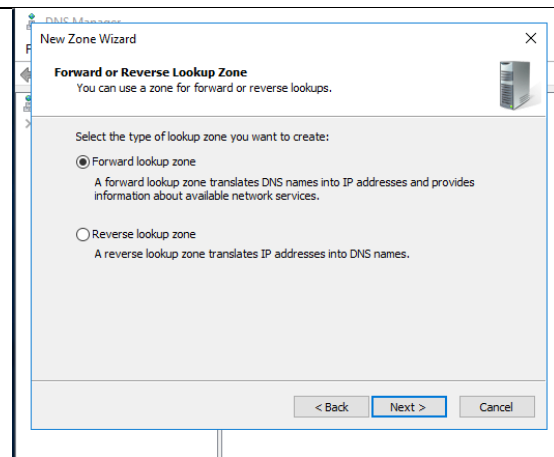 DNS Manager
New Zone Wizard
F
Forward or Reverse Lookup Zone
You can use a zone for forward or reverse lookups.
Select the type of lookup zone you want to create:
Forward lookup zone
A forward lookup zone translates DNS names into IP addresses and provides
information about available network services.
Reverse lookup zone
A reverse lookup zone translates IP addresses into DNS names.
< Back
Next >
Cancel